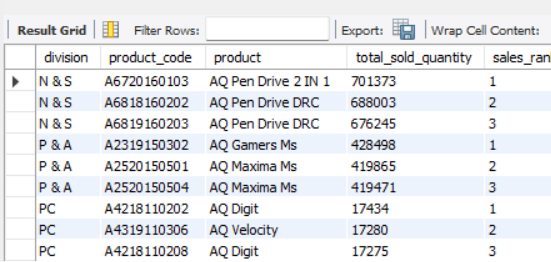 Result Grid Filter Rows: Export: Wrap Cell Content:
division product_code product total_sold_quantity sales_ran
N & S A6720160103 AQ Pen Drive 2 IN 1 701373 1
N & S A6818160202 AQ Pen Drive DRC 688003 2
N & S A6819160203 AQ Pen Drive DRC 676245 3
P & A A2319150302 AQ Gamers Ms 428498 1
P & A A2520150501 AQ Maxima Ms 419865 2
P & A A2520150504 AQ Maxima Ms 419471 3
PC A4218110202 AQ Digit 17434 1
PC A4319110306 AQ Velocity 17280 2
PC A4218110208 AQ Digit 17275 3